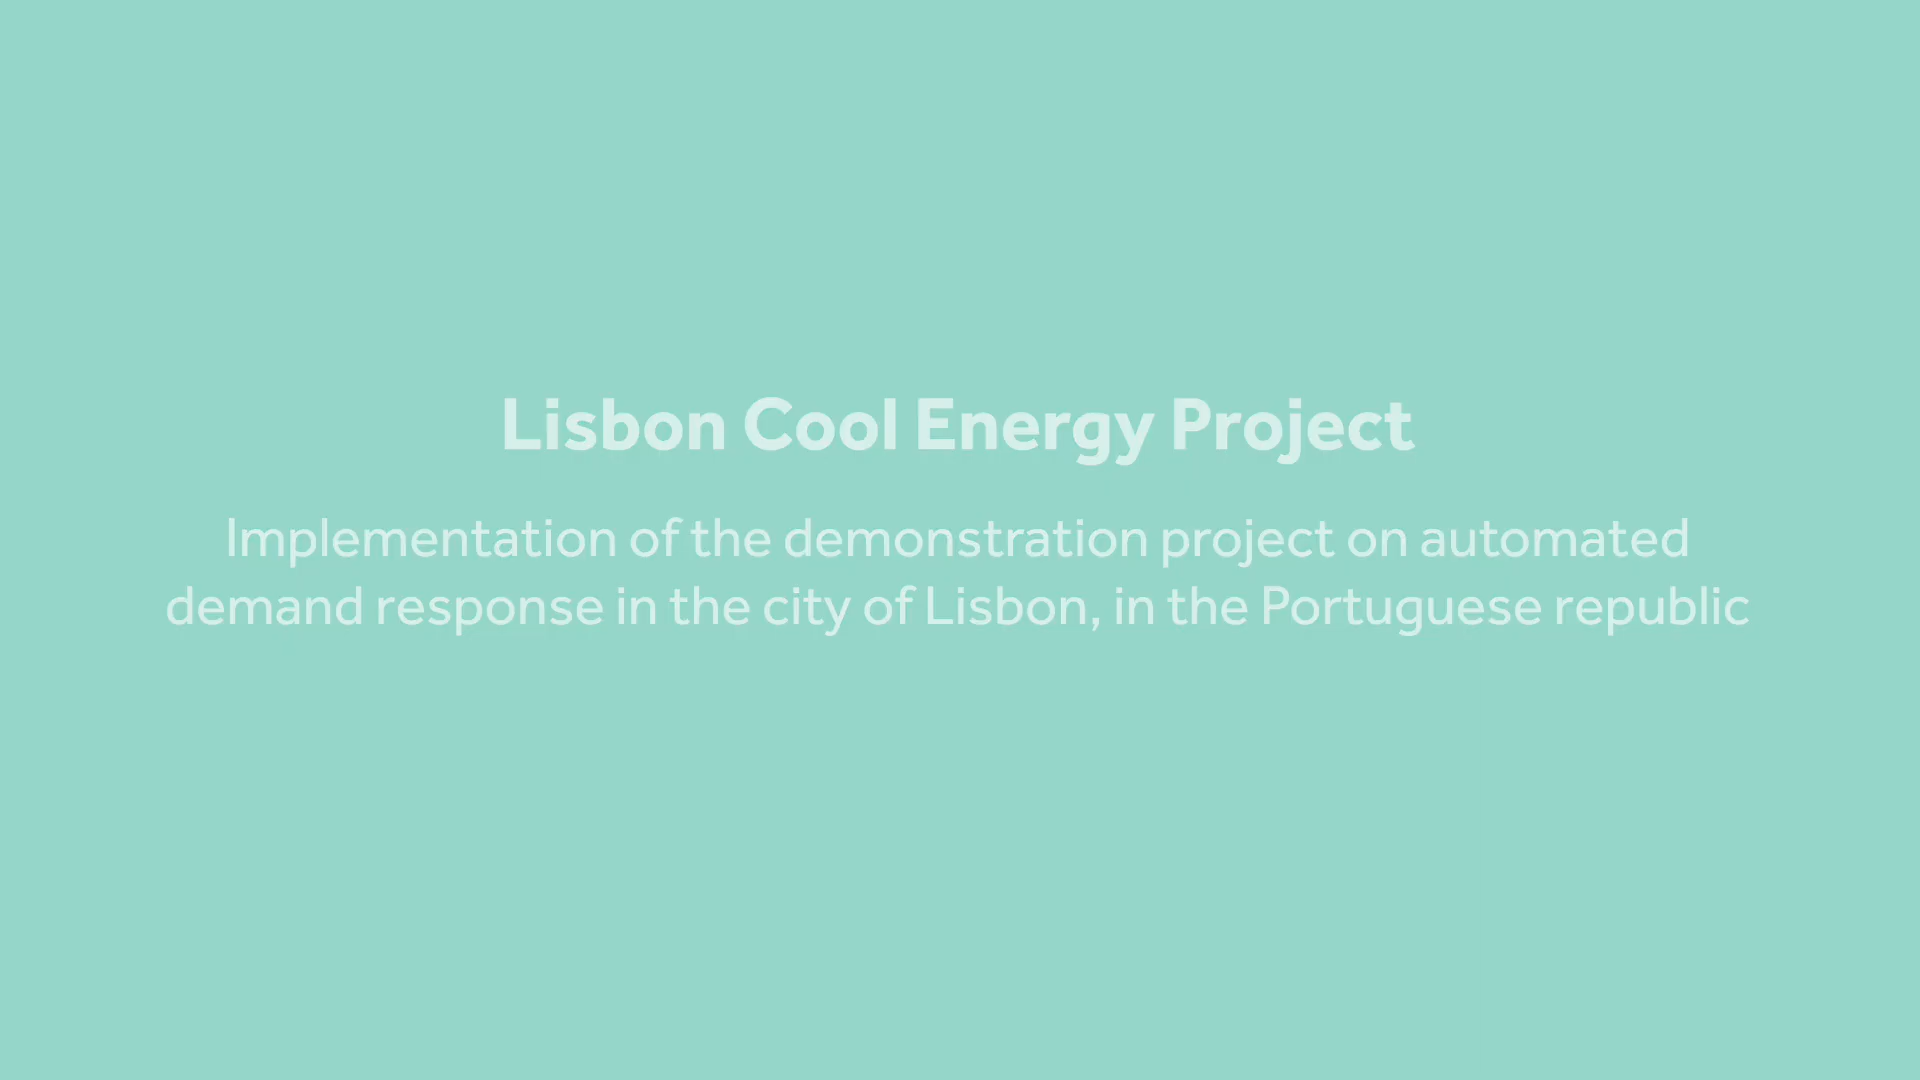 Lisbon Cool Energy Project
Implementation of the demonstration project on automated
demand response in the city of Lisbon, in the Portuguese republic